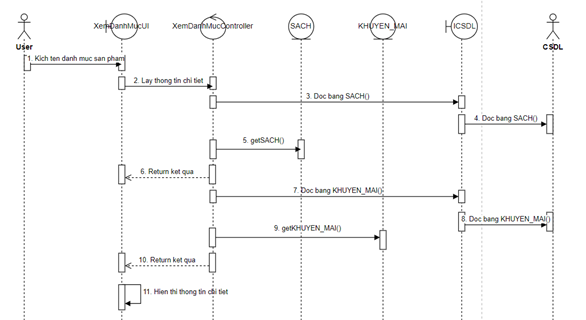 XemDanhMucUI
XemDanhMucController
SACH
KHUYEN_MAI
ICSDL
User
CSDL
1. Kich ten danh muc san pham
2. Lay thong tin chi tiet
3. Doc bang SACH()
4. Doc bang SACH()
5. getSACH()
6. Return ket qua
7. Doc bang KHUYEN_MAI()
8. Doc bang KHUYEN_MAI()
9. getKHUYEN_MAI()
10. Return ket qua
11. Hien thi thong tin chi tiet